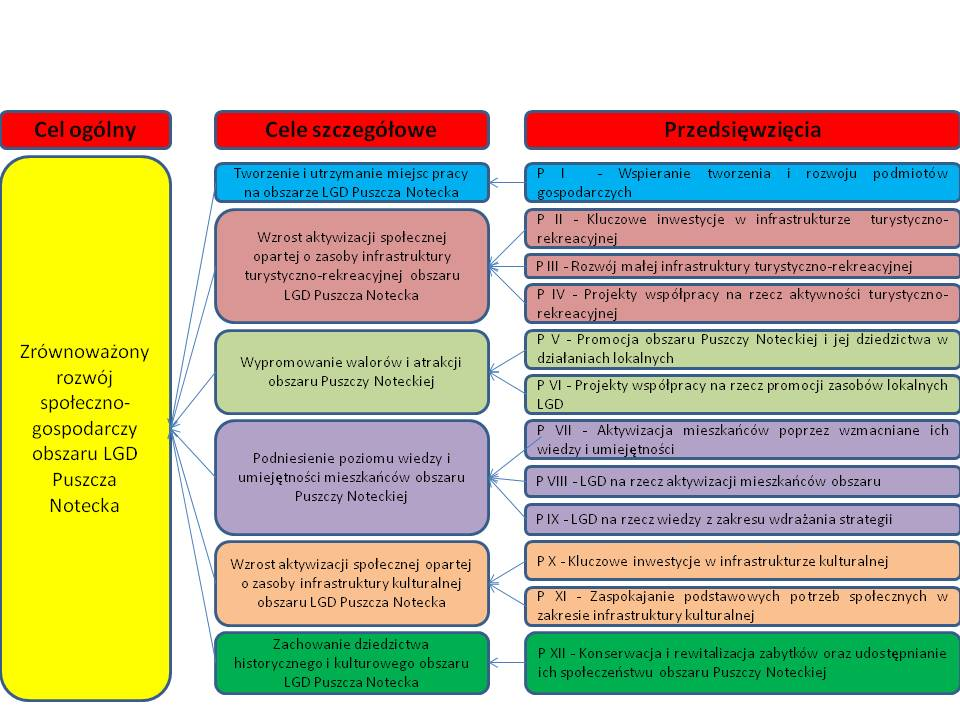 Cel ogólny
Cele szczegółowe
Przedsięwzięcia
Zrównoważony
rozwój
społeczno-
gospodarczy
obszaru LGD
Puszcza
Notecka
Tworzenie i utrzymanie miejsc pracy
na obszarze LGD Puszcza Notecka
P I - Wspieranie tworzenia i rozwoju podmiotów
gospodarczych
Wzrost aktywizacji społecznej
opartej o zasoby infrastruktury
turystyczno-rekreacyjnej obszaru
LGD Puszcza Notecka
P II - Kluczowe inwestycje w infrastrukturze turystyczno-
rekreacyjnej
P III - Rozwój małej infrastruktury turystyczno-rekreacyjnej
P IV - Projekty współpracy na rzecz aktywności turystyczno-
rekreacyjnej
Wypromowanie walorów i atrakcji
obszaru Puszczy Noteckiej
P V - Promocja obszaru Puszczy Noteckiej i jej dziedzictwa w
działaniach lokalnych
P VI - Projekty współpracy na rzecz promocji zasobów lokalnych
LGD
Podniesienie poziomu wiedzy i
umiejętności mieszkańców obszaru
Puszczy Noteckiej
P VII - Aktywizacja mieszkańców poprzez wzmacniane ich
wiedzy i umiejętności
P VIII - LGD na rzecz aktywizacji mieszkańców obszaru
P IX - LGD na rzecz wiedzy z zakresu wdrażania strategii
Wzrost aktywizacji społecznej opartej
o zasoby infrastruktury kulturalnej
obszaru LGD Puszcza Notecka
P X - Kluczowe inwestycje w infrastrukturze kulturalnej
P XI - Zaspokajanie podstawowych potrzeb społecznych w
zakresie infrastruktury kulturalnej
Zachowanie dziedzictwa
historycznego i kulturowego obszaru
LGD Puszcza Notecka
P XII - Konserwacja i rewitalizacja zabytków oraz udostępnianie
ich społeczeństwu obszaru Puszczy Noteckiej